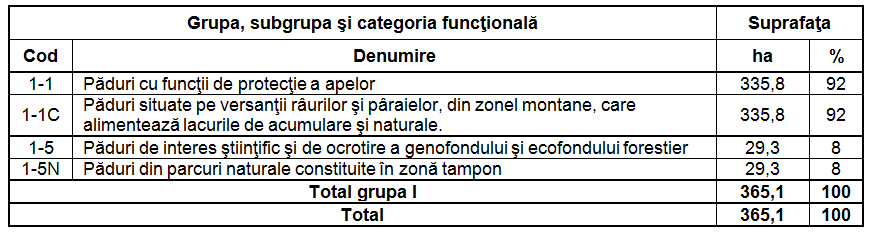 Grupa, subgrupa şi categoria funcţională Suprafaţa
Cod Denumire ha %
1-1 Păduri cu funcţii de protecţie a apelor 335,8 92
1-1C Păduri situate pe versanţii râurilor şi pâraielor, din zonel montane, care
alimentează lacurile de acumulare şi naturale. 335,8 92
1-5 Păduri de interes ştiinţific şi de ocrotire a genofondului şi ecofondului forestier 29,3 8
1-5N Păduri din parcuri naturale constituite în zonă tampon 29,3 8
Total grupa I 365,1 100
Total 365,1 100